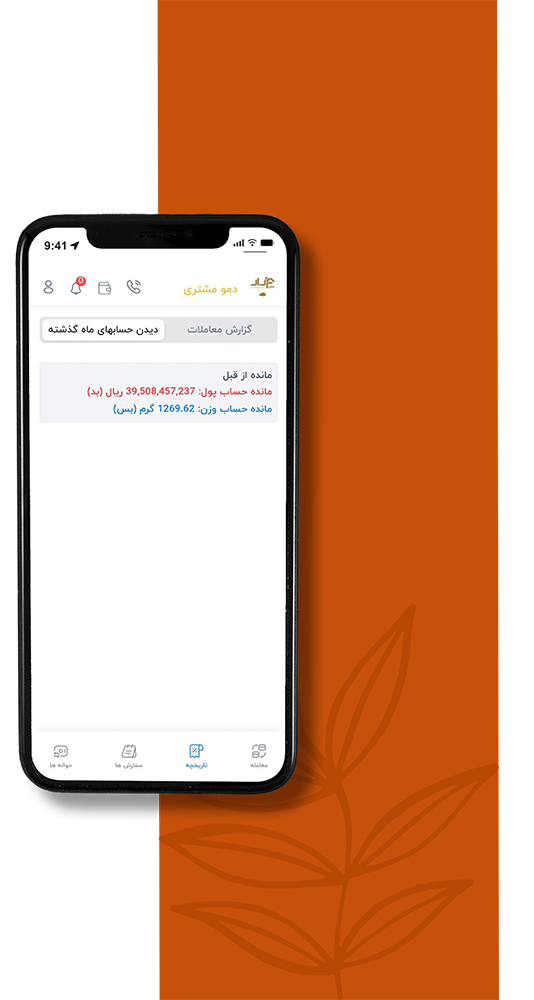 9:41
دمو مشتری
0
گزارش معاملات
دیدن حسابهای ماه گذشته
مانده از قبل
مانده حساب پول: 39,508,457,237 ریال (بد)
مانده حساب وزن: 1269.62 گرم (بس)
معامله
تاریخچه
سفارش ها
حواله ها